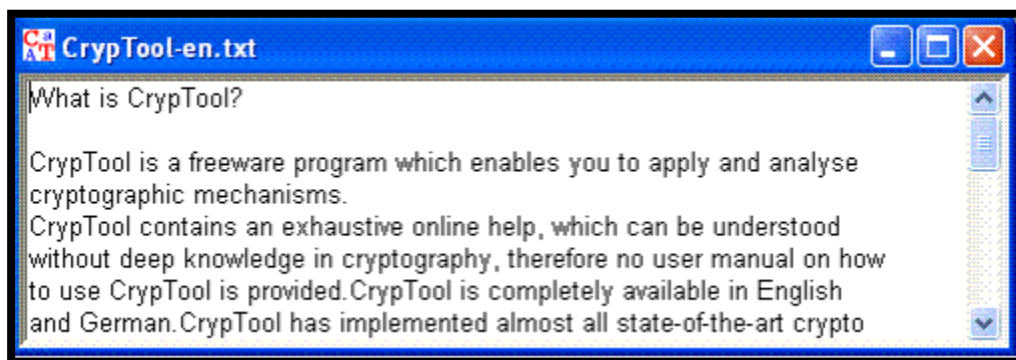 CrypTool-en.txt
What is CrypTool?
CrypTool is a freeware program which enables you to apply and analyse
cryptographic mechanisms.
CrypTool contains an exhaustive online help, which can be understood
without deep knowledge in cryptography, therefore no user manual on how
to use CrypTool is provided.CrypTool is completely available in English
and German.CrypTool has implemented almost all state-of-the-art crypto